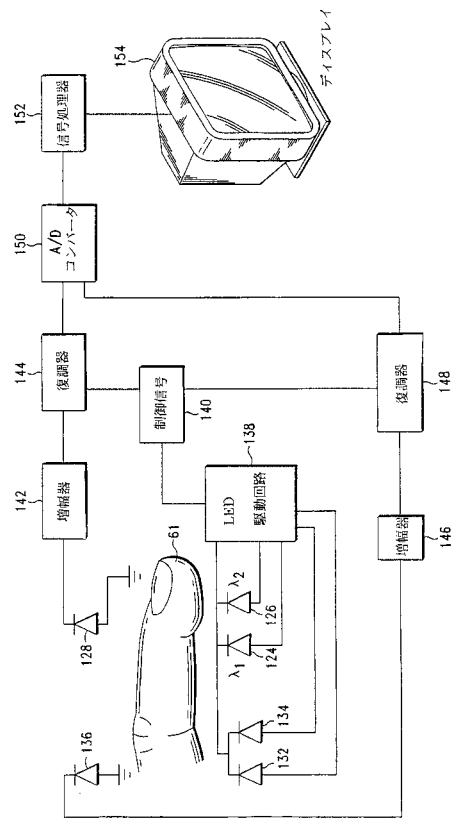 152
信号処理器
154
ディスプレイ
150
A/D
コンバータ
144
復調器
制御信号
140
148
復調器
142
増幅器
138
LED
駆動回路
146
増幅器
61
128
136
λ2
126
λ1
124
134
132